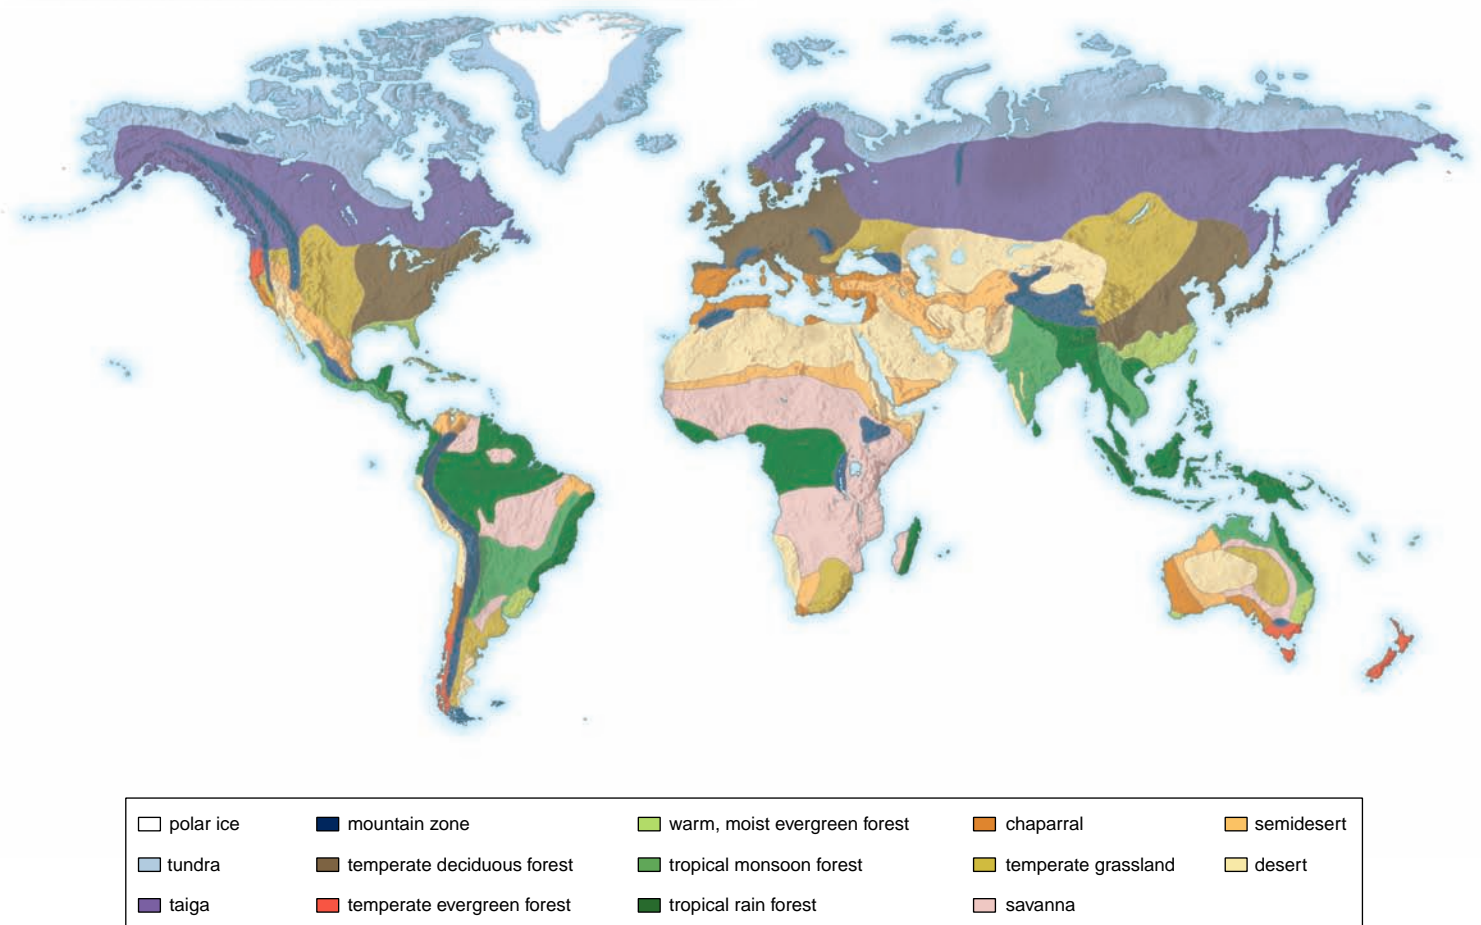 polar ice
mountain zone
warm, moist evergreen forest
chaparral
semidesert
tundra
temperate deciduous forest
tropical monsoon forest
temperate grassland
desert
taiga
temperate evergreen forest
tropical rain forest
savanna